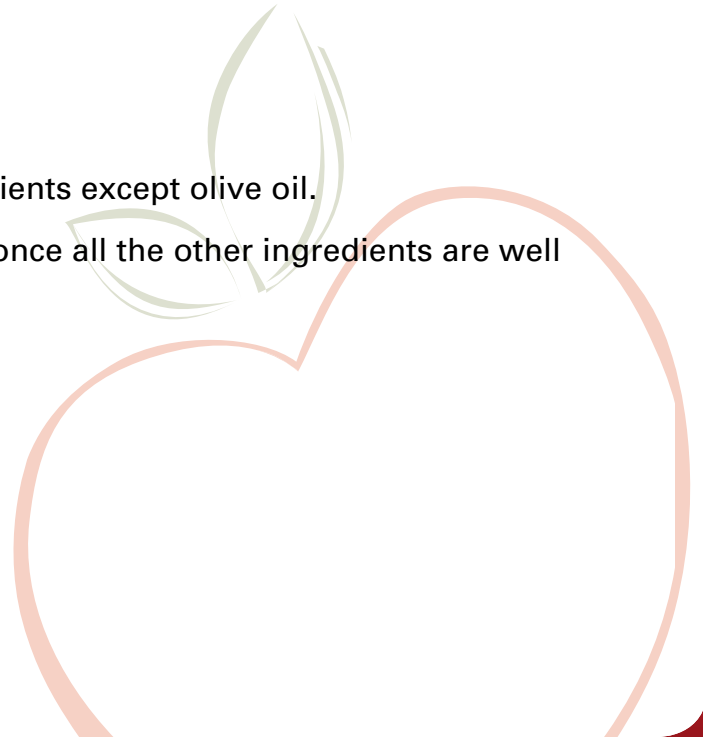 ients except olive oil.
once all the other ingredients are well